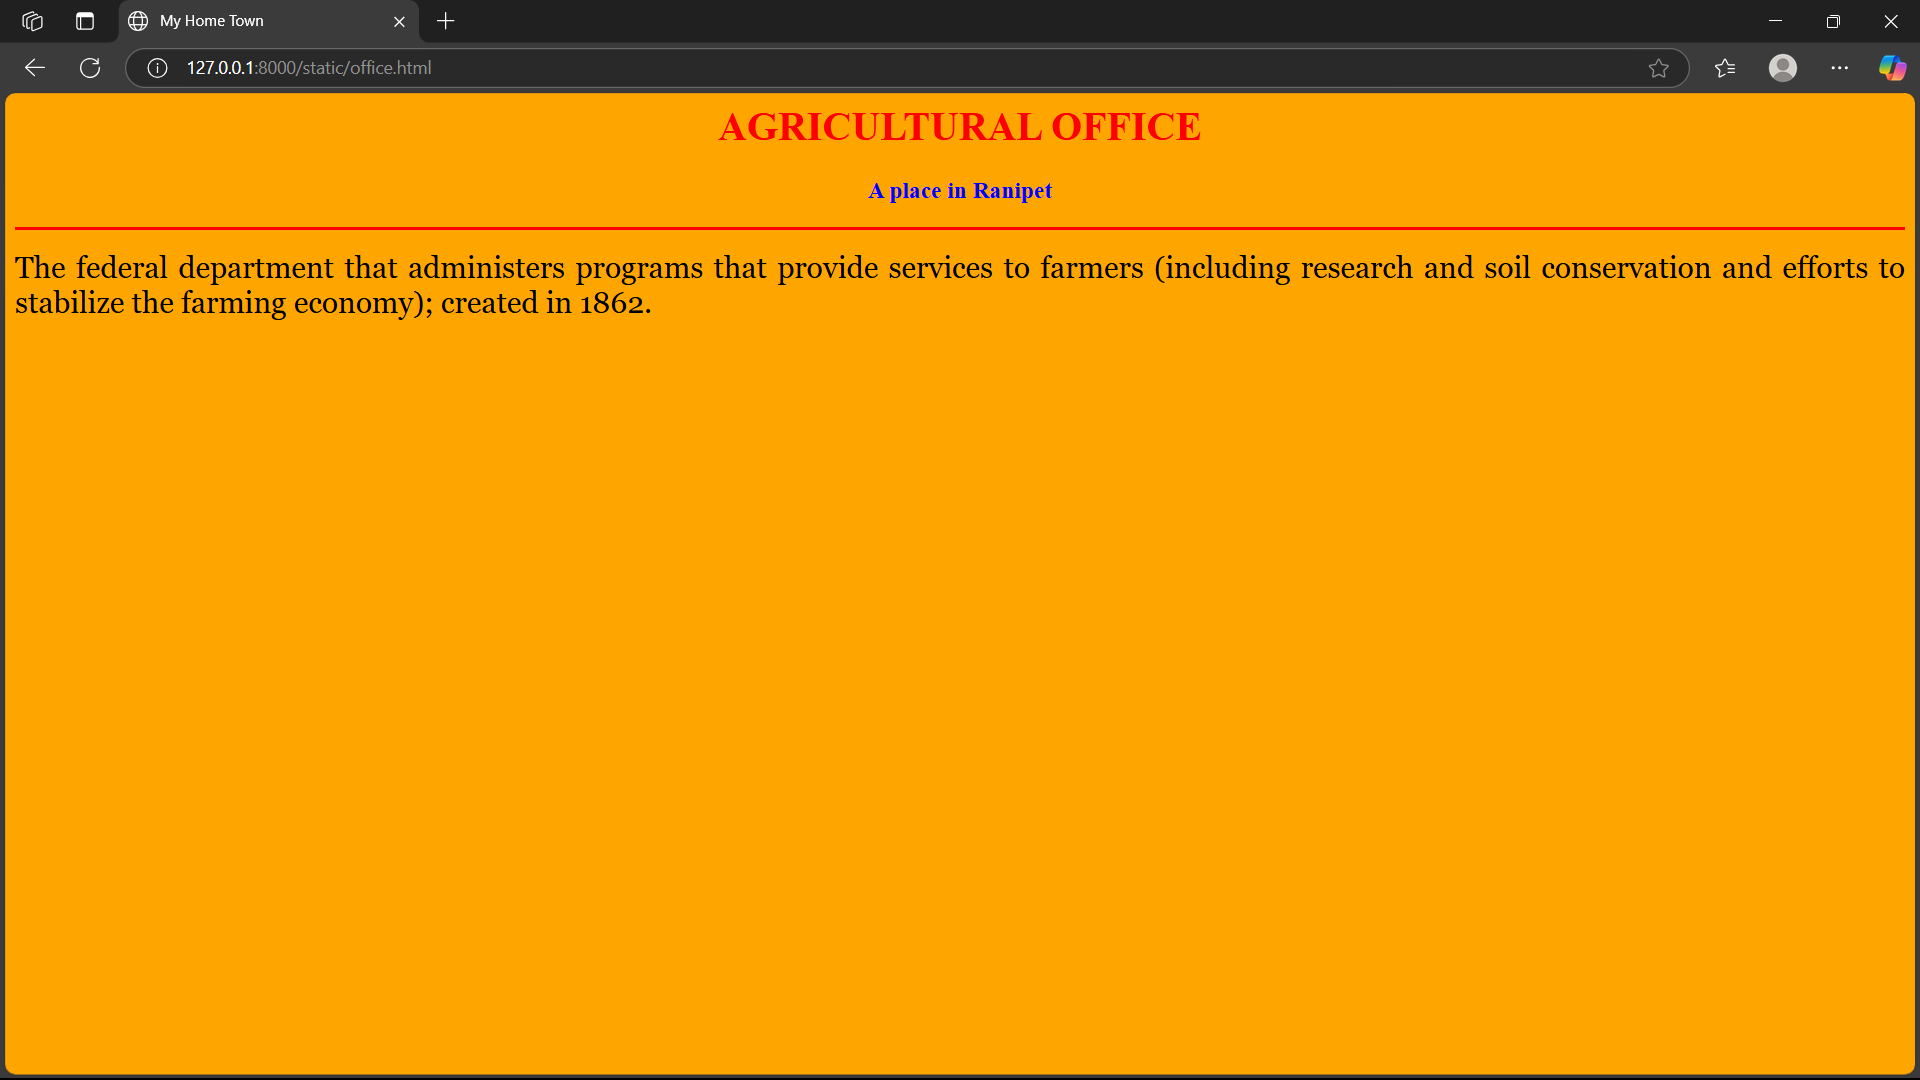 My Home Town
127.0.0.1:8000/static/office.html
AGRICULTURAL OFFICE
A place in Ranipet
The federal department that administers programs that provide services to farmers (including research and soil conservation and efforts to
stabilize the farming economy); created in 1862.